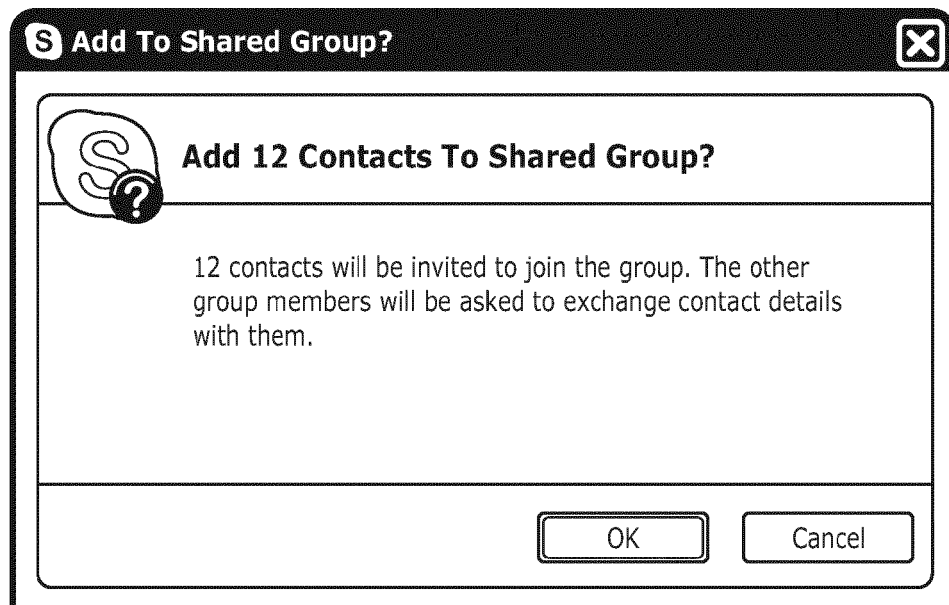 S Add To Shared Group?
S
?
Add 12 Contacts To Shared Group?
12 contacts will be invited to join the group. The other
group members will be asked to exchange contact details
with them.
OK Cancel